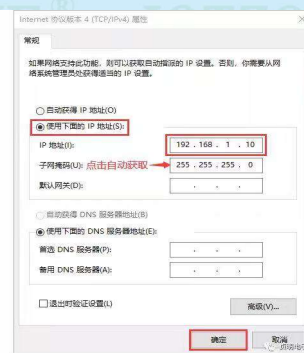 Internet 协议版本 4 (TCP/IPv4) 属性
常规
如果网络支持此功能，则可以获取自动指派的 IP 设置。否则，你需要从网
络系统管理员处获得适当的 IP 设置。
自动获得 IP 地址(O)
使用下面的 IP 地址(S):
IP 地址(I): 192 . 168 . 1 . 10
子网掩码(U): 点击自动获取 255 . 255 . 255 . 0
默认网关(D):
自动获得 DNS 服务器地址(B)
使用下面的 DNS 服务器地址(E):
首选 DNS 服务器(P):
备用 DNS 服务器(A):
退出时验证设置(L)
高级(V)...
确定
取消